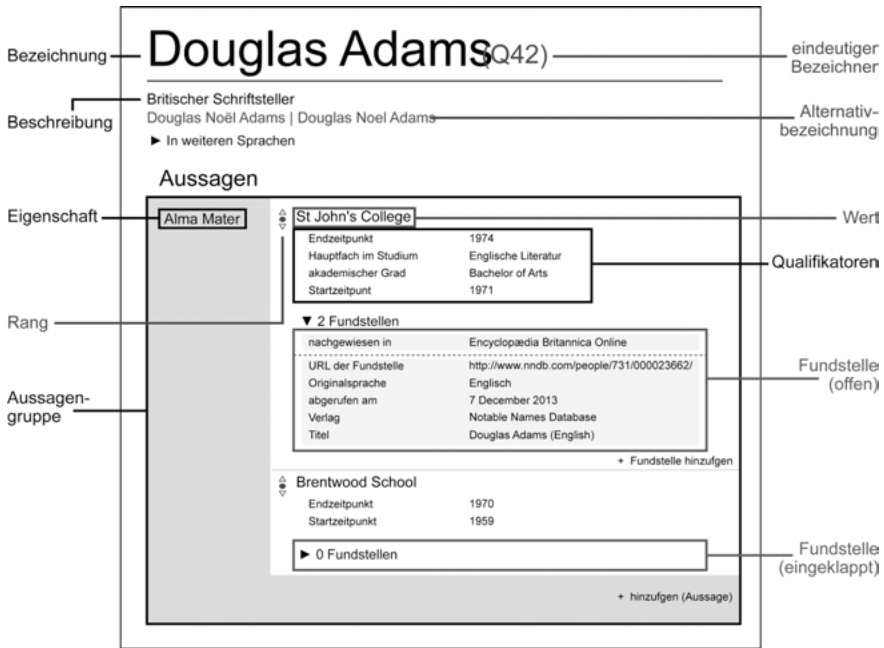 Bezeichnung
Douglas Adams (Q42)
eindeutiger
Bezeichner
Beschreibung
Britischer Schriftsteller
Douglas Noël Adams | Douglas Noel Adams
Alternativ-
bezeichnung
► In weiteren Sprachen
Aussagen
Eigenschaft
Alma Mater
St John's College
Wert
Endzeitpunkt 1974
Hauptfach im Studium Englische Literatur
akademischer Grad Bachelor of Arts
Startzeitpunt 1971
Qualifikatoren
Rang
▼ 2 Fundstellen
nachgewiesen in Encyclopædia Britannica Online
URL der Fundstelle http://www.nndb.com/people/731/000023662/
Originalsprache Englisch
abgerufen am 7 December 2013
Verlag Notable Names Database
Titel Douglas Adams (English)
Fundstelle
(offen)
Aussagen-
gruppe
+ Fundstelle hinzufgen
Brentwood School
Endzeitpunkt 1970
Startzeitpunkt 1959
► 0 Fundstellen
Fundstelle
(eingeklappt)
+ hinzufgen (Aussage)